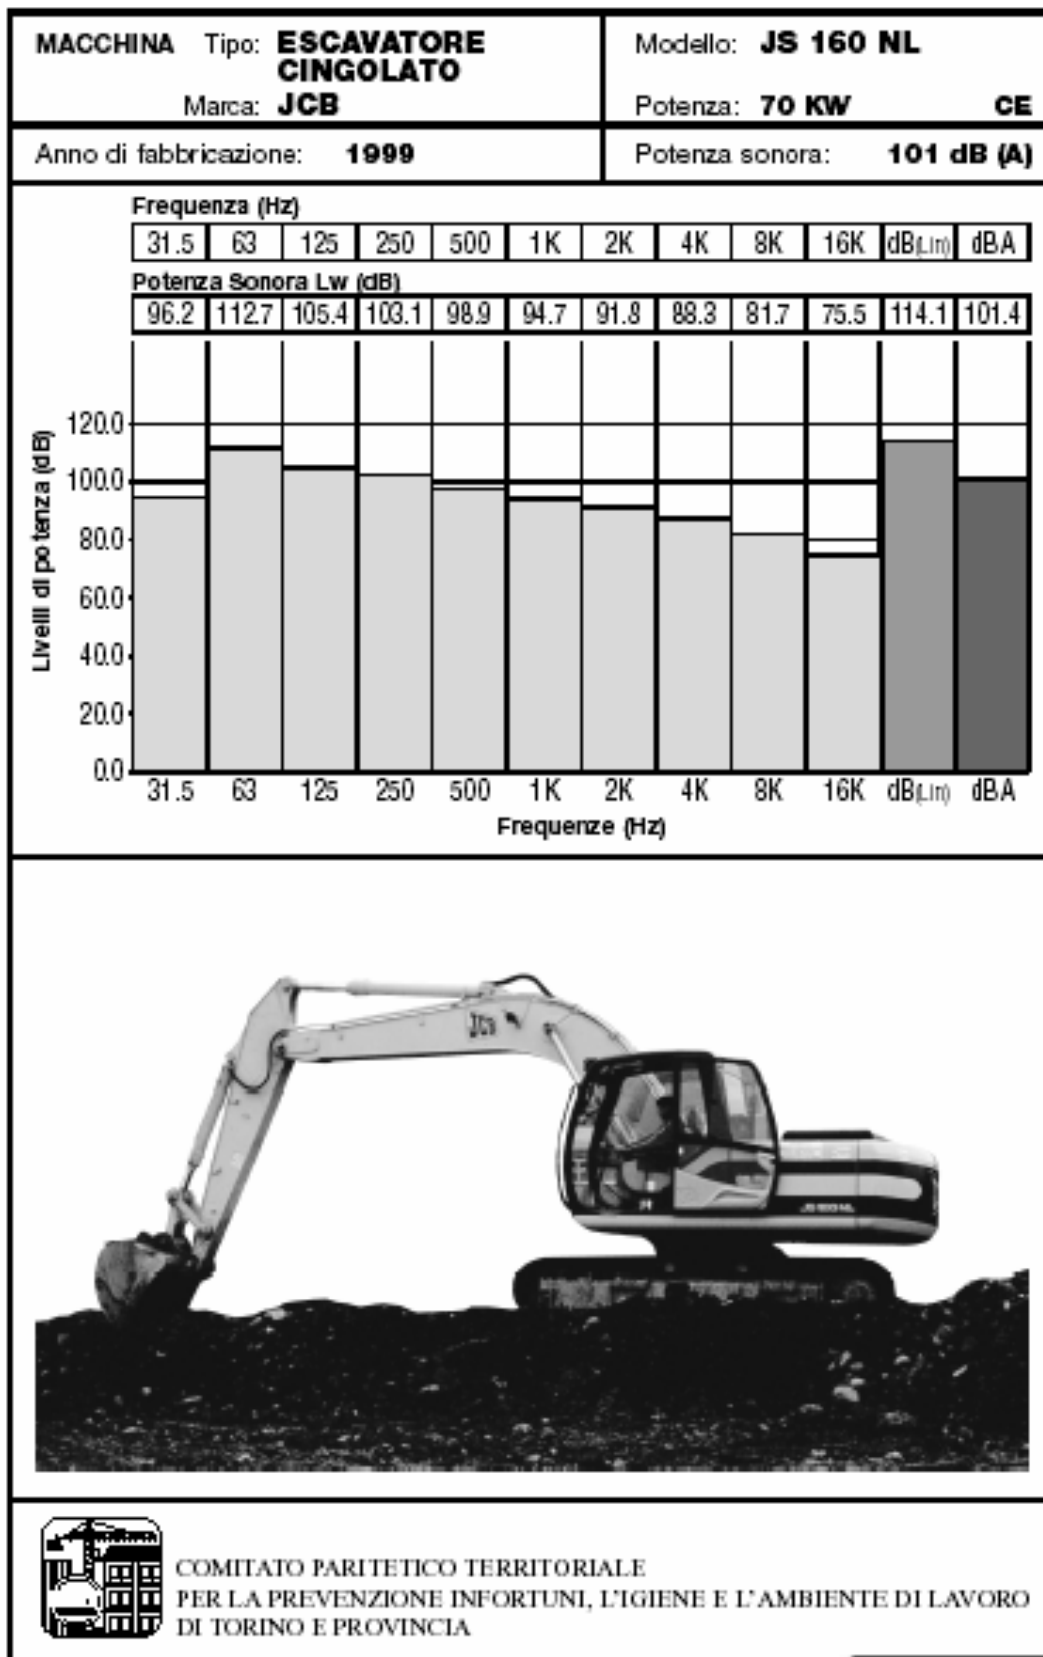 MACCHINA Tipo: ESCAVATORE CINGOLATO
Marca: JCB
Modello: JS 160 NL
Potenza: 70 KW CE
Anno di fabbricazione: 1999
Potenza sonora: 101 dB (A)
Frequenza (Hz)
31.5 63 125 250 500 1K 2K 4K 8K 16K dB(Lin) dBA
Potenza Sonora Lw (dB)
96.2 112.7 105.4 103.1 98.9 94.7 91.8 88.3 81.7 75.5 114.1 101.4
Livelli di potenza (dB)
120.0
100.0
80.0
60.0
40.0
20.0
0.0
31.5 63 125 250 500 1K 2K 4K 8K 16K dB(Lin) dBA
Frequenze (Hz)
JCB
COMITATO PARITETICO TERRITORIALE
PER LA PREVENZIONE INFORTUNI, L'IGIENE E L'AMBIENTE DI LAVORO
DI TORINO E PROVINCIA